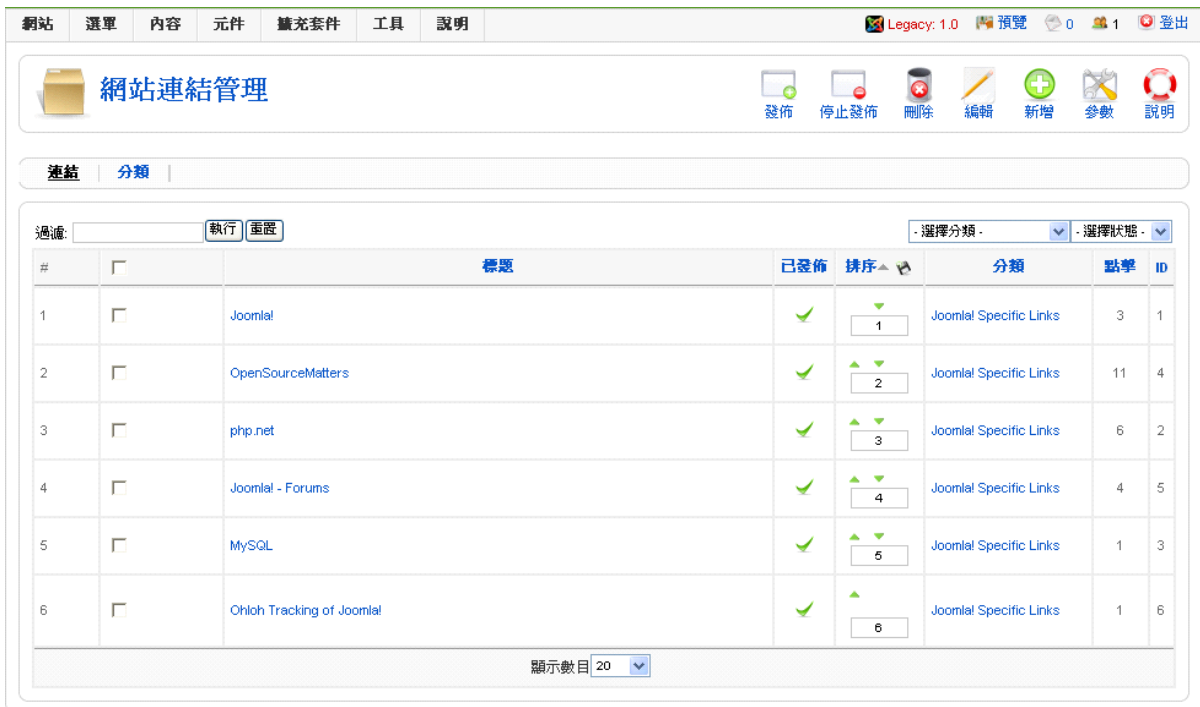 網站 選單 內容 元件 擴充套件 工具 說明 Legacy: 1.0 預覽 0 1 登出
網站連結管理
發佈 停止發佈 刪除 編輯 新增 參數 說明
連結 分類
過濾: 執行 重置 - 選擇分類 - - 選擇狀態 -
# 標題 已發佈 排序 分類 點擊 ID
1 Joomla! 1 Joomla! Specific Links 3 1
2 OpenSourceMatters 2 Joomla! Specific Links 11 4
3 php.net 3 Joomla! Specific Links 6 2
4 Joomla! - Forums 4 Joomla! Specific Links 4 5
5 MySQL 5 Joomla! Specific Links 1 3
6 Ohloh Tracking of Joomla! 6 Joomla! Specific Links 1 6
顯示數目 20